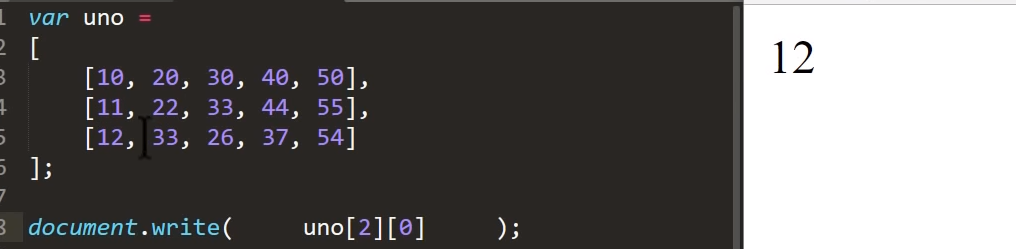 1 var uno =
2 [
3 [10, 20, 30, 40, 50],
4 [11, 22, 33, 44, 55],
5 [12, 33, 26, 37, 54]
6 ];
7
8 document.write( uno[2][0] );
12